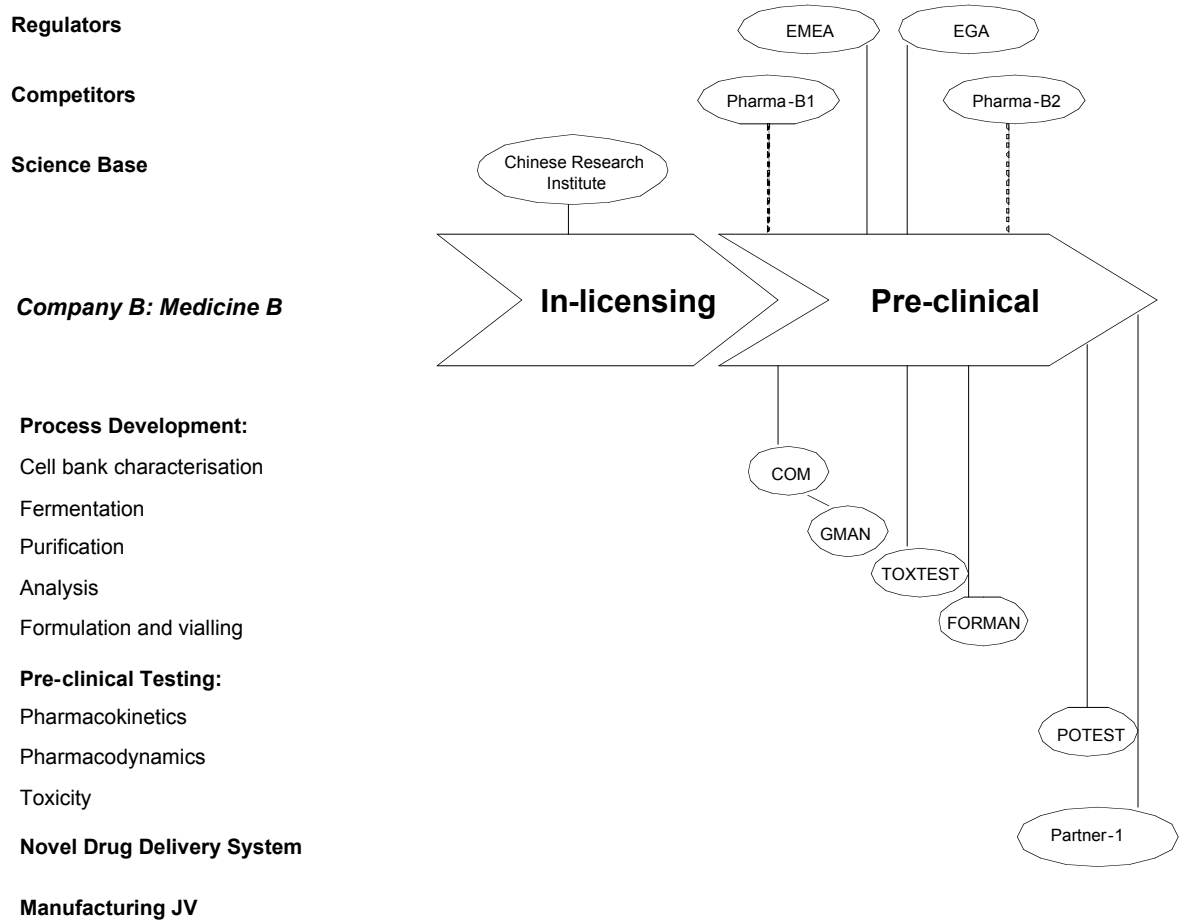 Regulators
EMEA
EGA
Competitors
Pharma-B1
Pharma-B2
Science Base
Chinese Research
Institute
Company B: Medicine B
In-licensing
Pre-clinical
Process Development:
Cell bank characterisation
COM
Fermentation
GMAN
Purification
TOXTEST
Analysis
FORMAN
Formulation and vialling
Pre-clinical Testing:
Pharmacokinetics
POTEST
Pharmacodynamics
Toxicity
Partner-1
Novel Drug Delivery System
Manufacturing JV